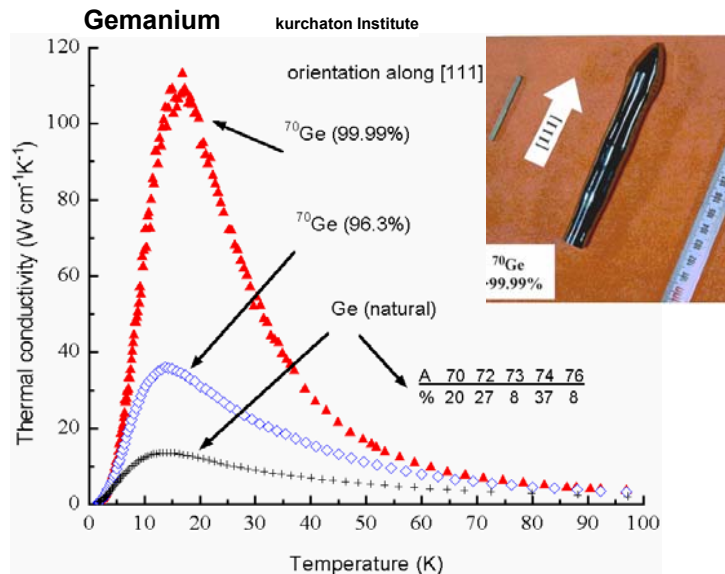 Gemanium
kurchaton Institute
orientation along [111]
⁷⁰Ge (99.99%)
⁷⁰Ge (96.3%)
Ge (natural)
A 70 72 73 74 76
% 20 27 8 37 8
[111]
⁷⁰Ge
99.99%
Thermal conductivity (W cm⁻¹K⁻¹)
120
100
80
60
40
20
0
0 10 20 30 40 50 60 70 80 90 100
Temperature (K)